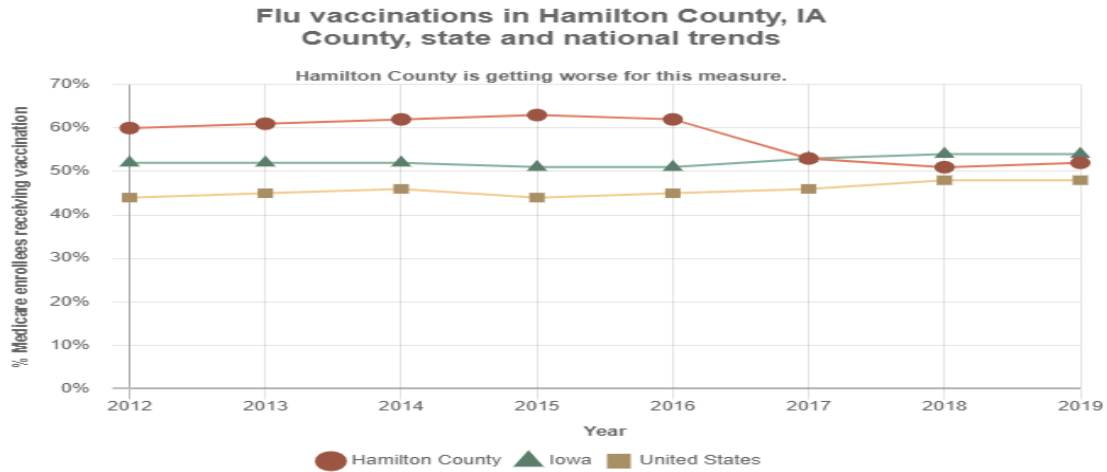 Flu vaccinations in Hamilton County, IA
County, state and national trends
Hamilton County is getting worse for this measure.
% Medicare enrollees receiving vaccination
70%
60%
50%
40%
30%
20%
10%
0%
2012 2013 2014 2015 2016 2017 2018 2019
Year
Hamilton County Iowa United States